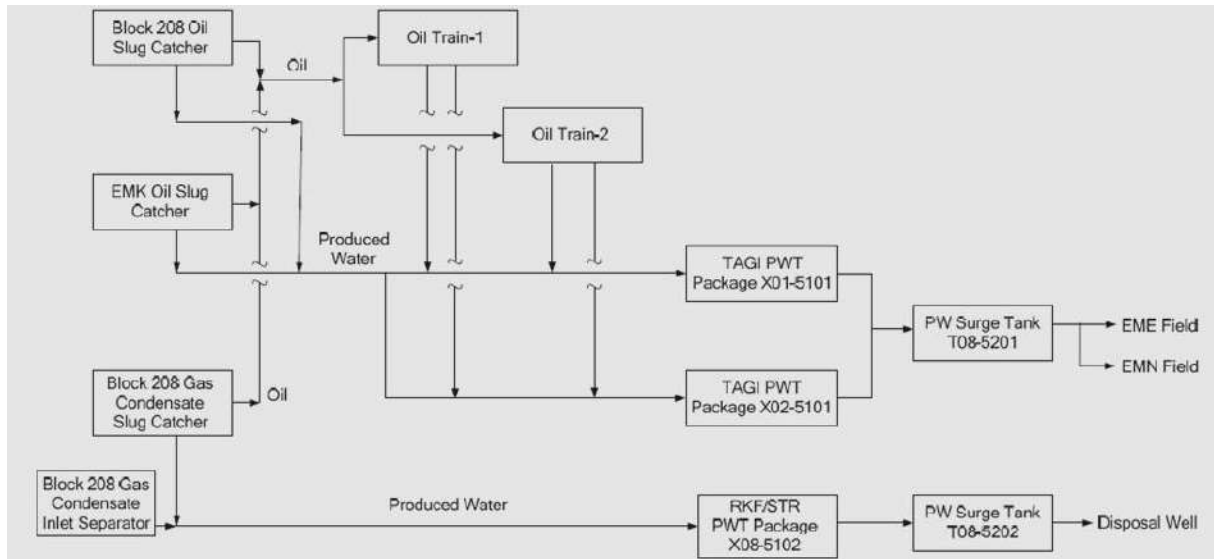 Block 208 Oil
Slug Catcher
Oil
Oil Train-1
Oil Train-2
EMK Oil Slug
Catcher
Produced
Water
TAGI PWT
Package X01-5101
PW Surge Tank
T08-5201
EME Field
EMN Field
Block 208 Gas
Condensate
Slug Catcher
Oil
TAGI PWT
Package X02-5101
Block 208 Gas
Condensate
Inlet Separator
Produced Water
RKF/STR
PWT Package
X08-5102
PW Surge Tank
T08-5202
Disposal Well